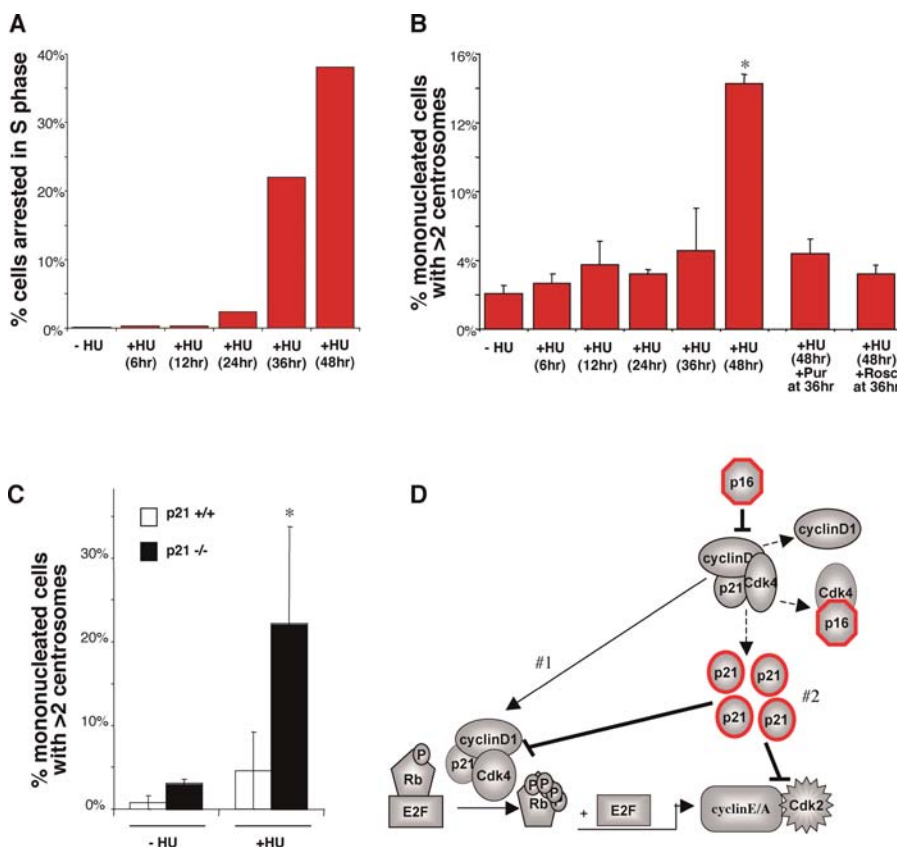 A
% cells arrested in S phase
40%
30%
20%
10%
0%
- HU
+HU
(6hr)
+HU
(12hr)
+HU
(24hr)
+HU
(36hr)
+HU
(48hr)
B
% mononucleated cells
with >2 centrosomes
16%
12%
10%
4%
0%
*
- HU
+HU
(6hr)
+HU
(12hr)
+HU
(24hr)
+HU
(36hr)
+HU
(48hr)
+HU
(48hr)
+Pur
at 36hr
+HU
(48hr)
+Rosc
at 36hr
C
% mononucleated cells
with >2 centrosomes
p21 +/+
p21 -/-
30%
20%
10%
0%
*
- HU
+HU
D
p16
cyclinD
p21
Cdk4
cyclinD1
Cdk4
p16
#1
p21
p21
p21
p21
#2
cyclinD1
p21
Cdk4
P
Rb
E2F
P
P
P
P
Rb
+
E2F
cyclinE/A
Cdk2